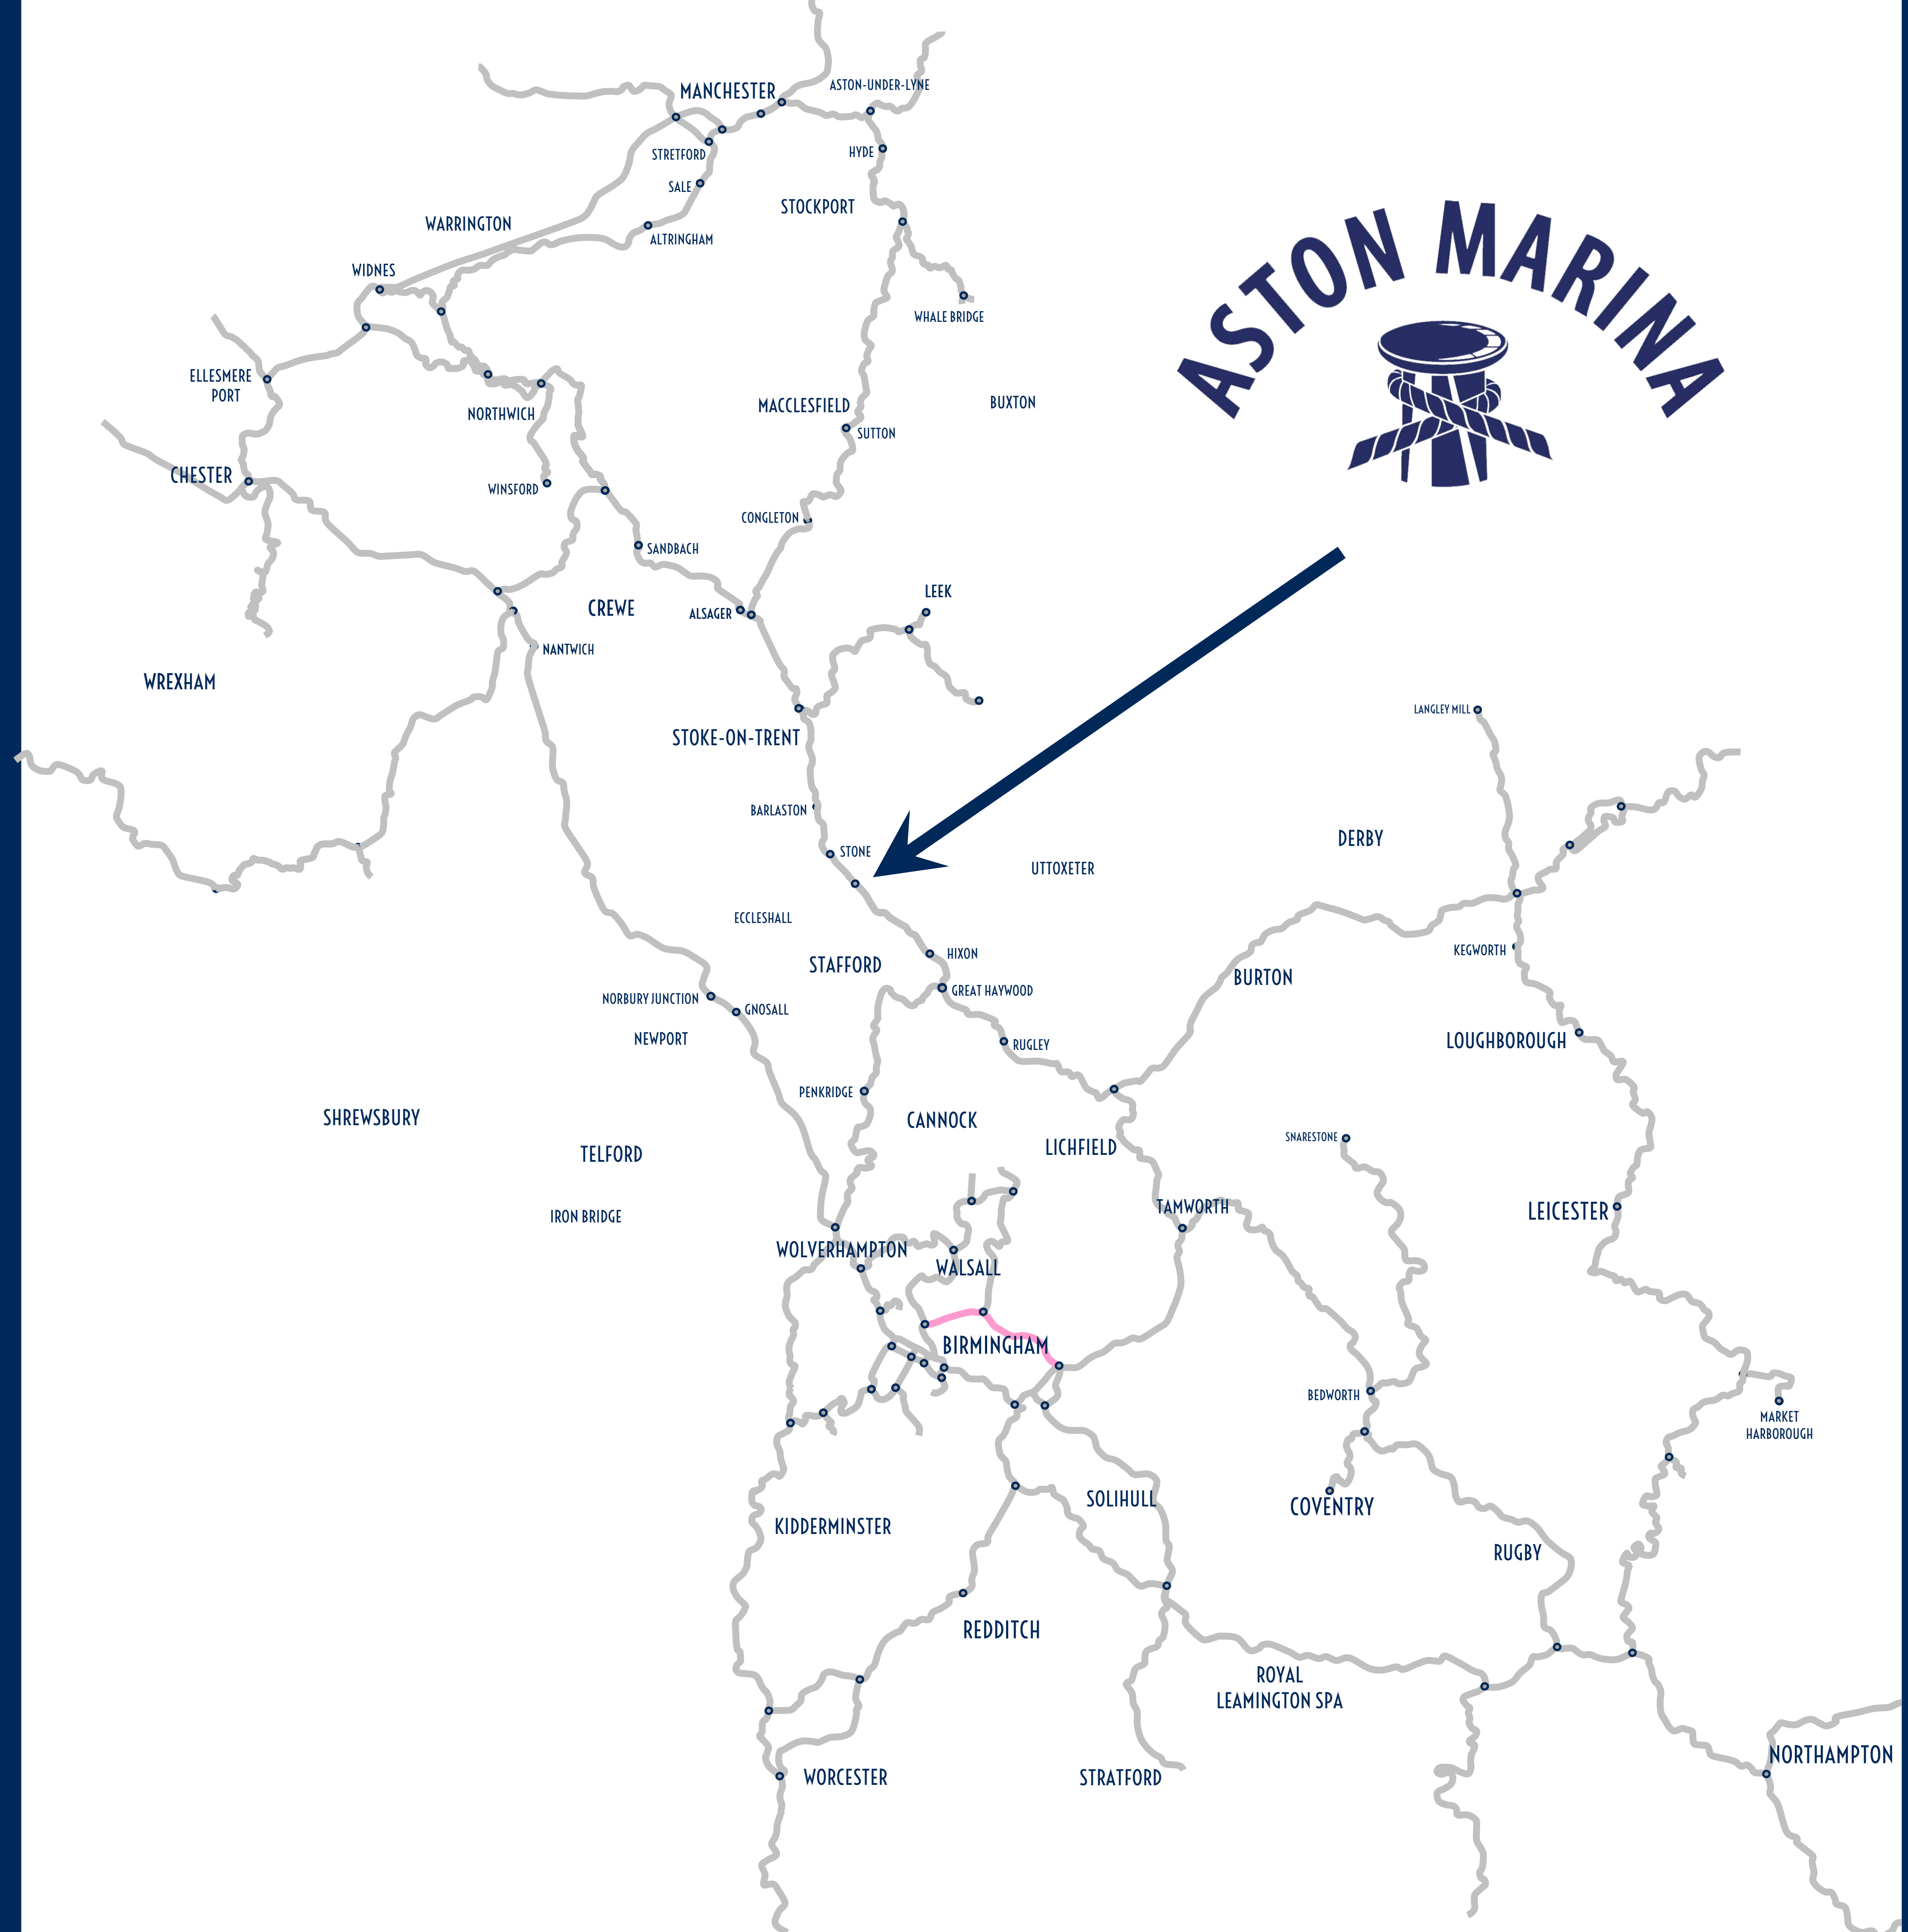 MANCHESTER
ASTON-UNDER-LYNE
STRETFORD
HYDE
SALE
STOCKPORT
WARRINGTON
ALTRINGHAM
ASTON MARINA
WIDNES
WHALE BRIDGE
ELLESMERE
PORT
NORTHWICH
MACCLESFIELD
BUXTON
SUTTON
CHESTER
WINSFORD
CONGLETON
SANDBACH
LEEK
CREWE
ALSAGER
NANTWICH
WREXHAM
LANGLEY MILL
STOKE-ON-TRENT
BARLASTON
DERBY
STONE
UTTOXETER
ECCLESHALL
HIXON
KEGWORTH
STAFFORD
BURTON
GREAT HAYWOOD
NORBURY JUNCTION
GNOSALL
NEWPORT
RUGLEY
LOUGHBOROUGH
PENKRIDGE
SHREWSBURY
CANNOCK
SNARESTONE
LICHFIELD
TELFORD
TAMWORTH
LEICESTER
IRON BRIDGE
WOLVERHAMPTON
WALSALL
BIRMINGHAM
BEDWORTH
MARKET
HARBOROUGH
SOLIHULL
COVENTRY
KIDDERMINSTER
RUGBY
REDDITCH
ROYAL
LEAMINGTON SPA
NORTHAMPTON
WORCESTER
STRATFORD